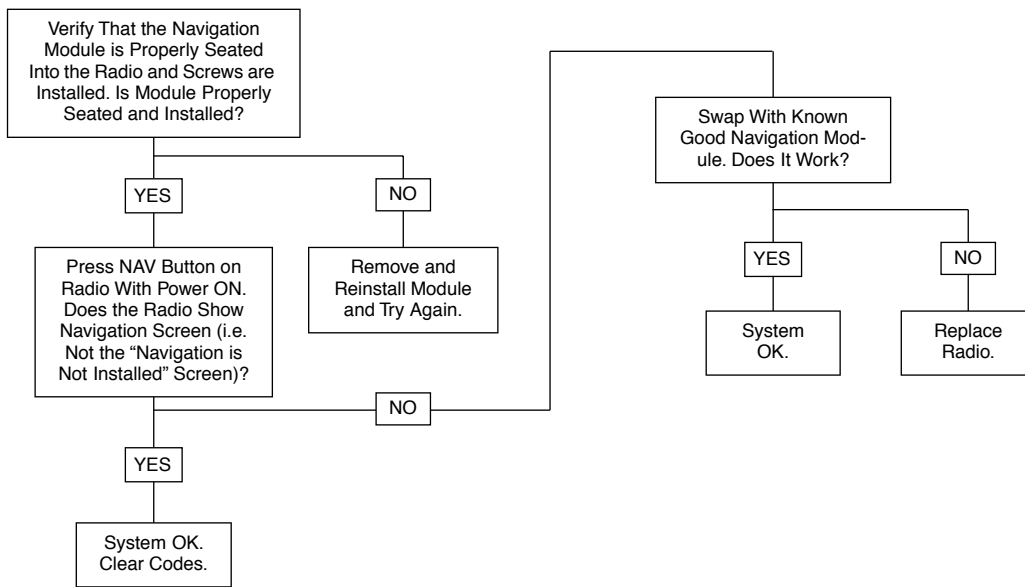 Verify That the Navigation
Module is Properly Seated
Into the Radio and Screws are
Installed. Is Module Properly
Seated and Installed?
YES
NO
Press NAV Button on
Radio With Power ON.
Does the Radio Show
Navigation Screen (i.e.
Not the “Navigation is
Not Installed” Screen)?
Remove and
Reinstall Module
and Try Again.
NO
YES
System OK.
Clear Codes.
Swap With Known
Good Navigation Mod-
ule. Does It Work?
YES
NO
System
OK.
Replace
Radio.